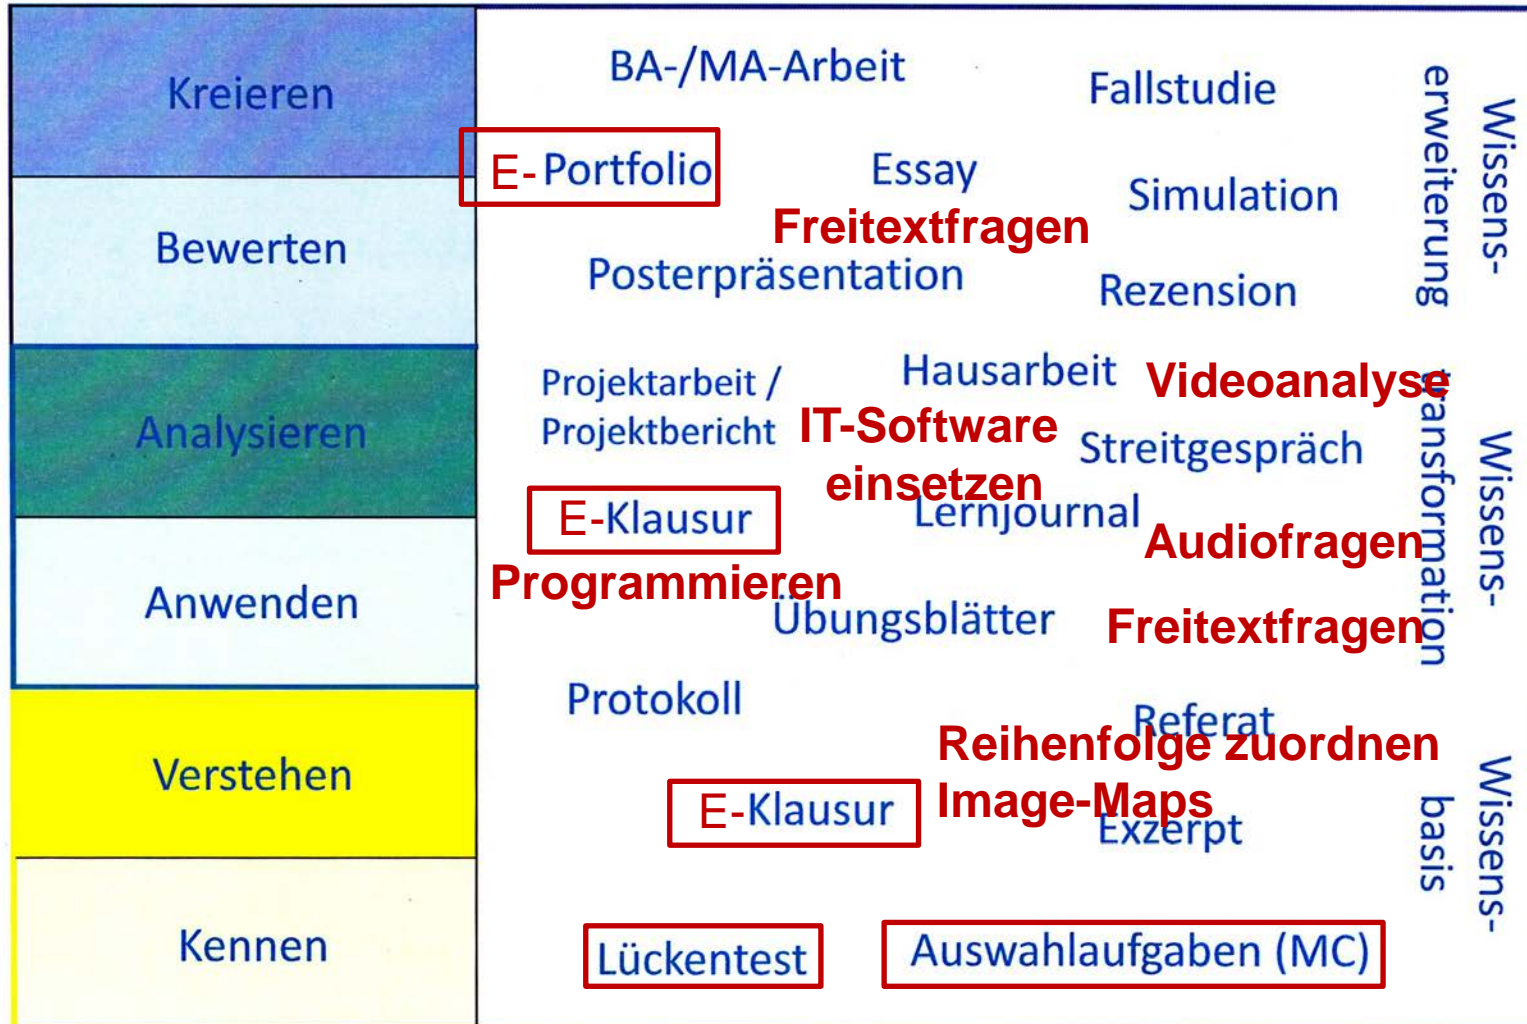 Kreieren
BA-/MA-Arbeit
Fallstudie
E-Portfolio
Essay
Simulation
Freitextfragen
Bewerten
Posterpräsentation
Rezension
Wissens-
erweiterung
Analysieren
Projektarbeit /
Projektbericht
Hausarbeit
Videoanalyse
IT-Software
einsetzen
Streitgespräch
E-Klausur
Lernjournal
Audiofragen
Programmieren
Anwenden
Übungsblätter
Freitextfragen
Wissens-
transformation
Protokoll
Referat
Reihenfolge zuordnen
Image-Maps
Verstehen
E-Klausur
Exzerpt
Wissens-
basis
Kennen
Lückentest
Auswahlaufgaben (MC)